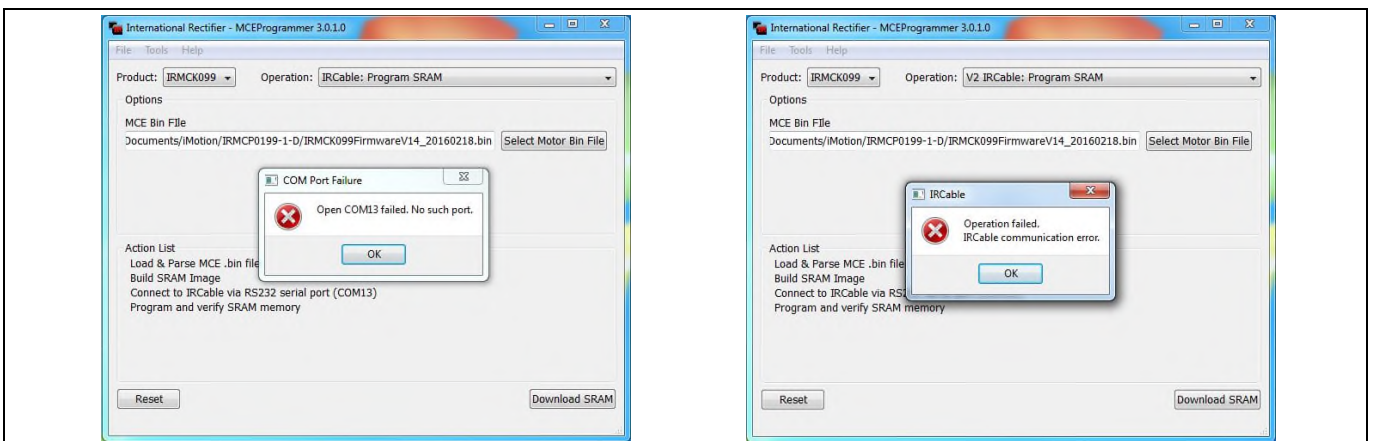 International Rectifier - MCEProgrammer 3.0.1.0
File Tools Help
Product: IRMCK099 Operation: IRCable: Program SRAM
Options
MCE Bin FIle
Documents/iMotion/IRMCP0199-1-D/IRMCK099FirmwareV14_20160218.bin Select Motor Bin File
COM Port Failure
Open COM13 failed. No such port.
OK
Action List
Load & Parse MCE .bin file
Build SRAM Image
Connect to IRCable via RS232 serial port (COM13)
Program and verify SRAM memory
Reset Download SRAM
International Rectifier - MCEProgrammer 3.0.1.0
File Tools Help
Product: IRMCK099 Operation: V2 IRCable: Program SRAM
Options
MCE Bin FIle
Documents/iMotion/IRMCP0199-1-D/IRMCK099FirmwareV14_20160218.bin Select Motor Bin File
IRCable
Operation failed.
IRCable communication error.
OK
Action List
Load & Parse MCE .bin file
Build SRAM Image
Connect to IRCable via
Program and verify SRAM memory
Reset Download SRAM